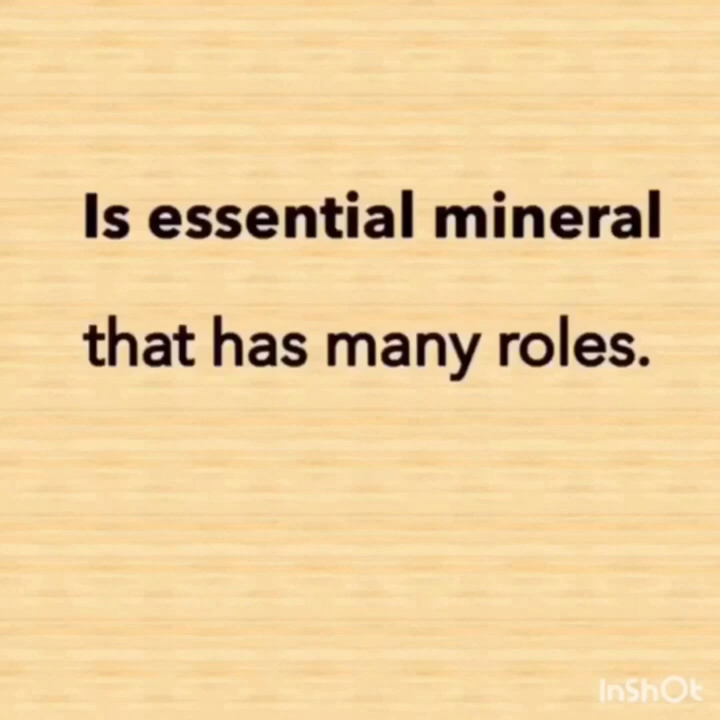 Is essential mineral
that has many roles.
InShOt